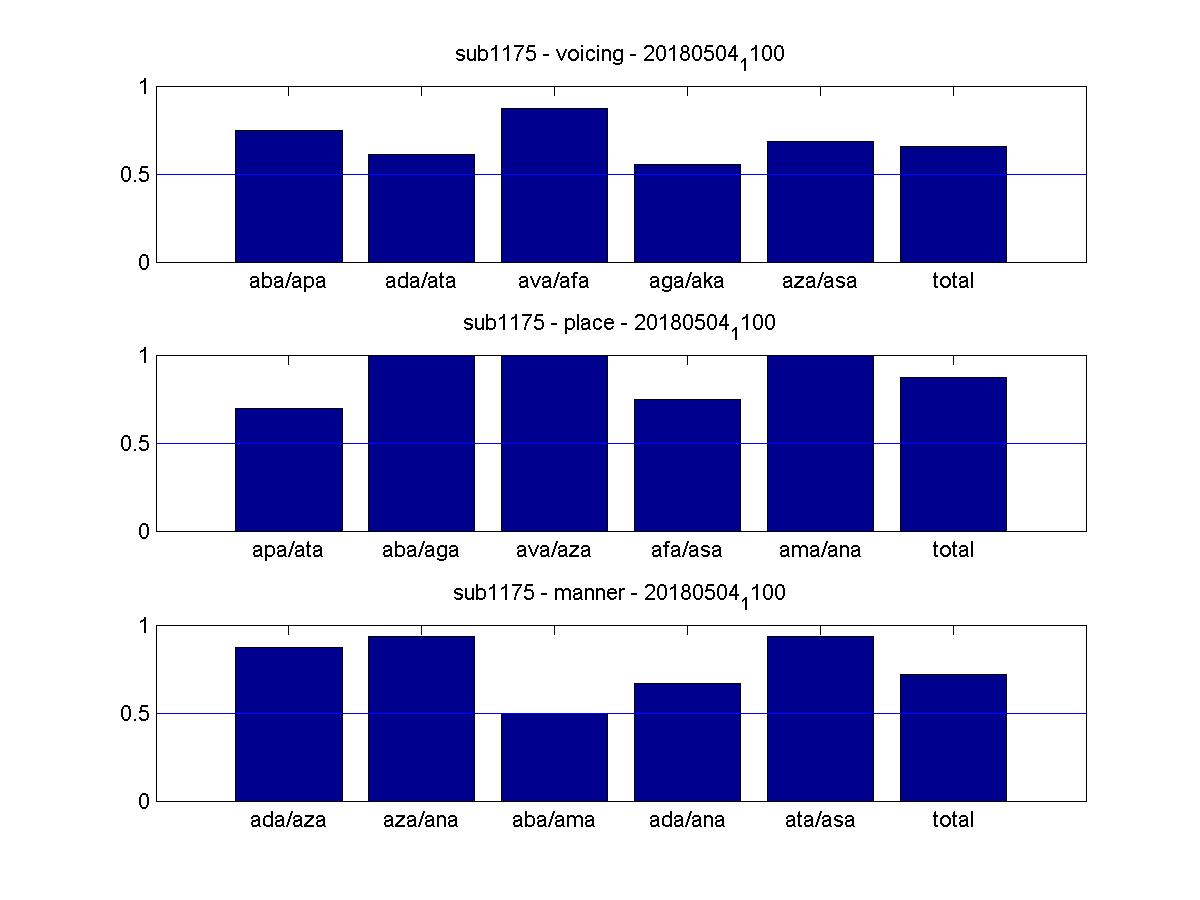 sub1175 - voicing - 20180504₁100
1
0.5
0
aba/apa ada/ata ava/afa aga/aka aza/asa total
sub1175 - place - 20180504₁100
1
0.5
0
apa/ata aba/aga ava/aza afa/asa ama/ana total
sub1175 - manner - 20180504₁100
1
0.5
0
ada/aza aza/ana aba/ama ada/ana ata/asa total